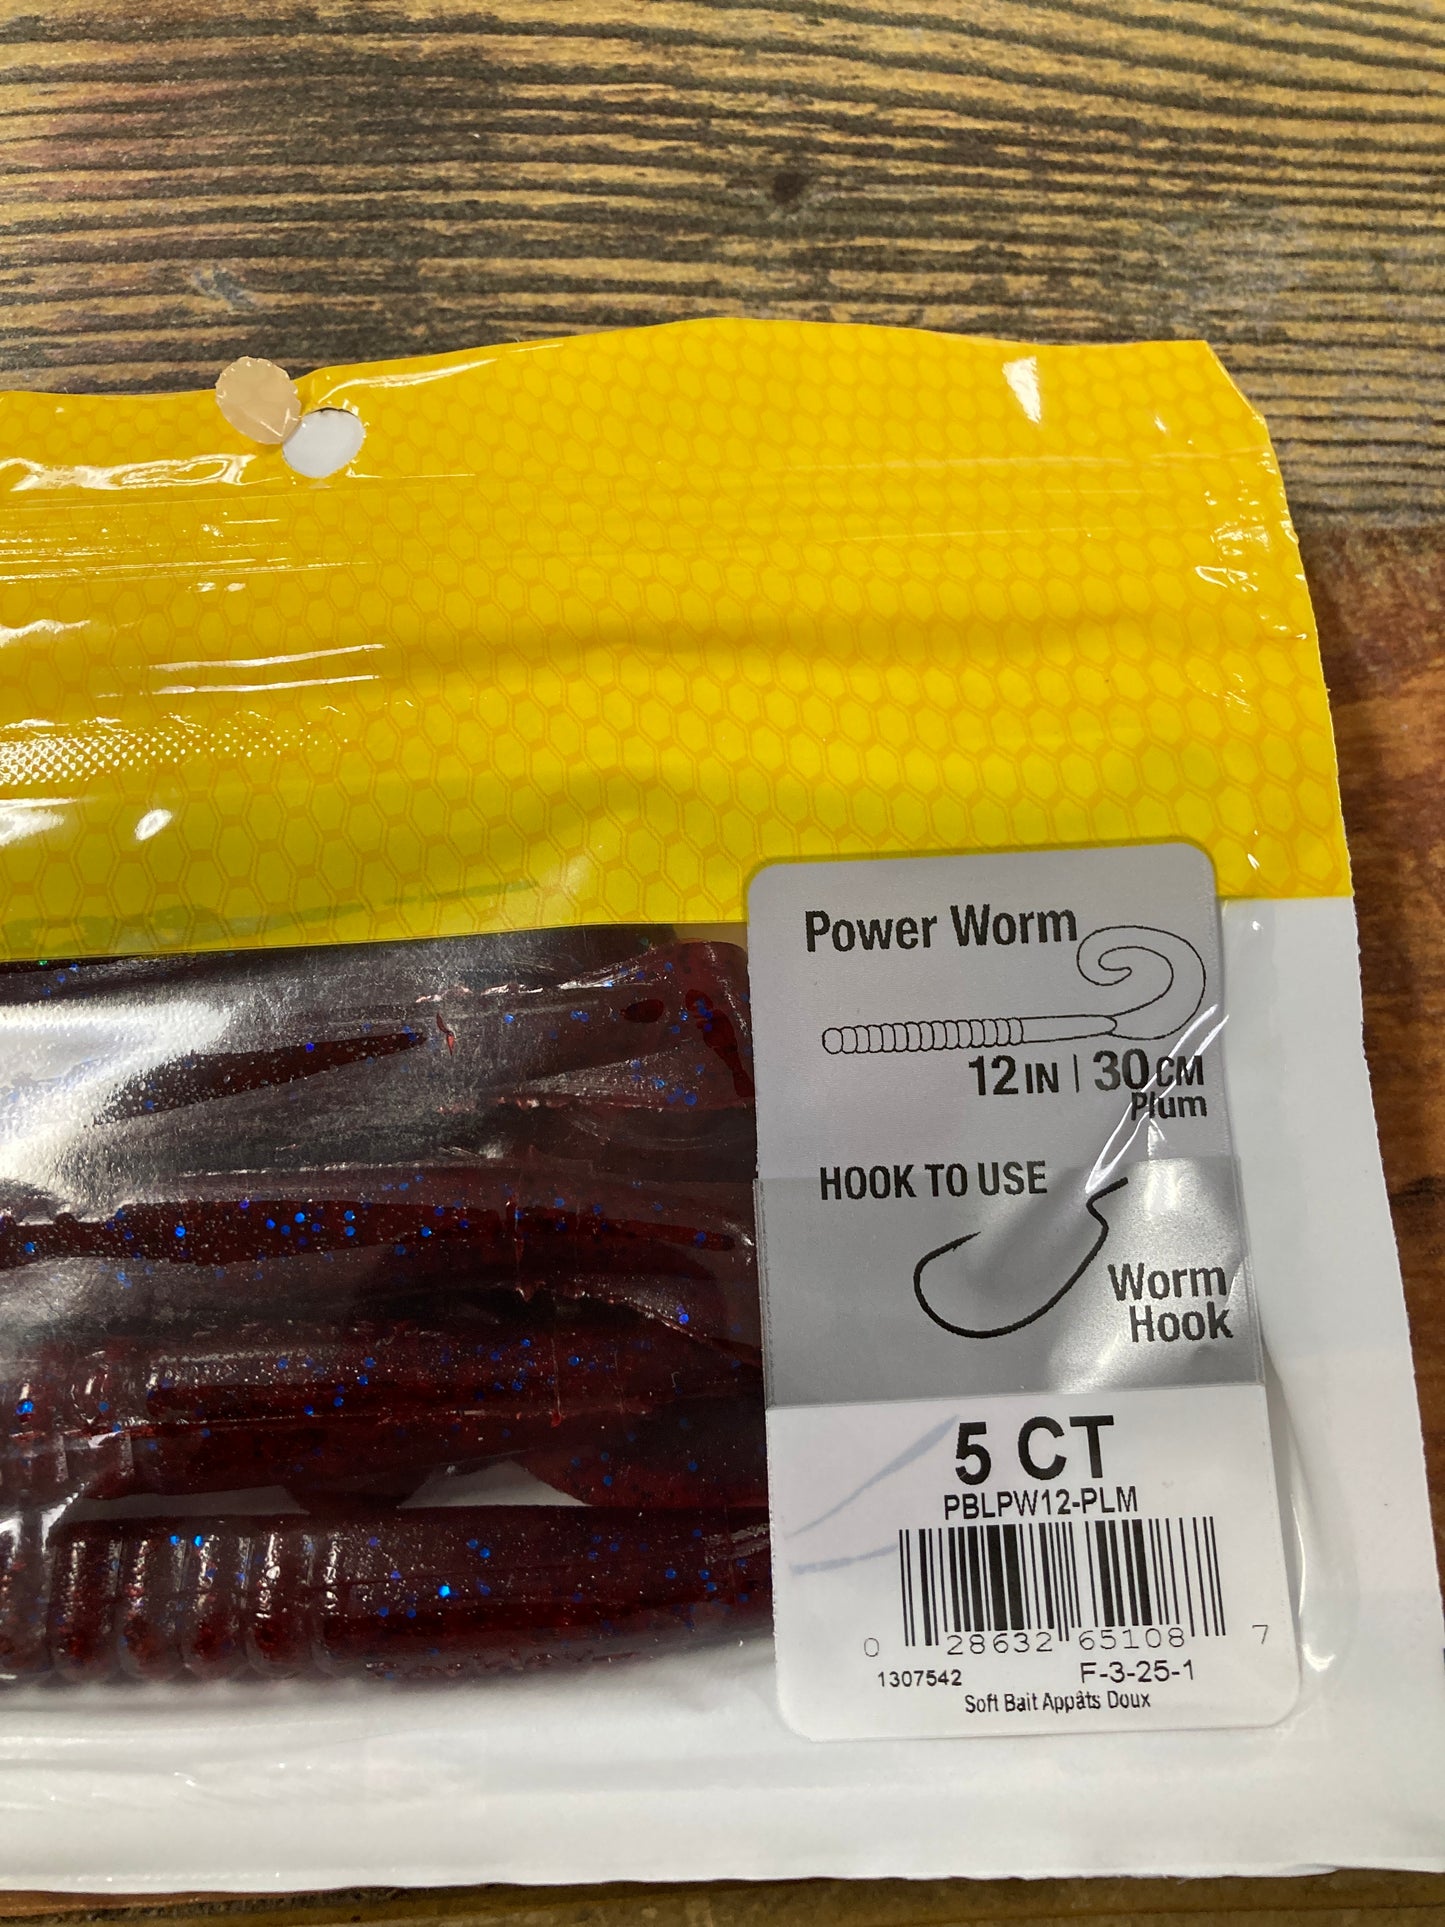 Power Worm
12 IN | 30 CM
Plum
HOOK TO USE
Worm
Hook
5 CT
PBLPW12-PLM
0 28632 65108 7
1307542 F-3-25-1
Soft Bait Appâts Doux